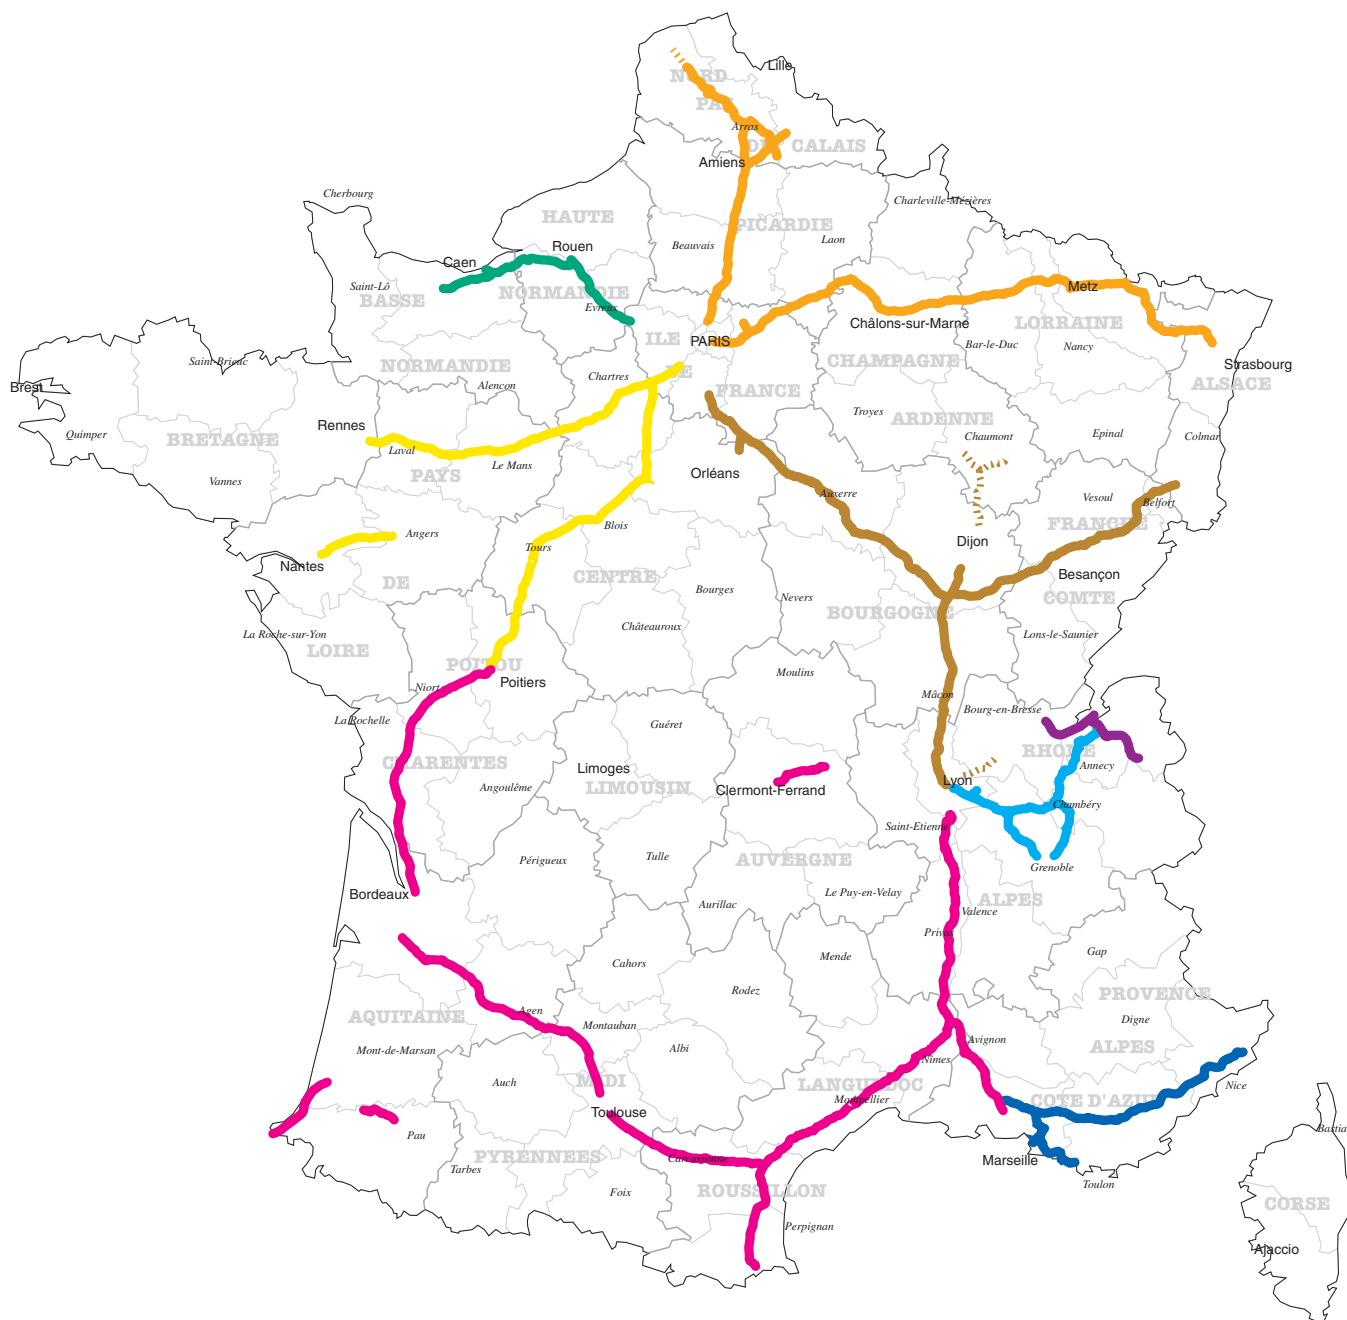 Lille
NORD
PAS
Arras
DU CALAIS
Amiens
Cherbourg
Charleville-Mézières
HAUTE
PICARDIE
Rouen
Beauvais
Laon
Caen
Saint-Lô
BASSE
NORMANDIE
Evreux
Metz
Châlons-sur-Marne
LORRAINE
ILE
PARIS
Bar-le-Duc
Nancy
Saint-Brieuc
NORMANDIE
CHAMPAGNE
Strasbourg
Brest
Alençon
Chartres
DE
FRANCE
ALSACE
Rennes
Troyes
ARDENNE
Quimper
BRETAGNE
Laval
Le Mans
Chaumont
Epinal
Colmar
Vannes
PAYS
Orléans
Auxerre
Vesoul
Belfort
Angers
Blois
FRANCHE
Tours
Dijon
Nantes
DE
CENTRE
Besançon
Bourges
Nevers
BOURGOGNE
COMTE
La Roche-sur-Yon
Châteauroux
Lons-le-Saunier
LOIRE
POITOU
Moulins
Niort
Poitiers
Mâcon
Bourg-en-Bresse
La Rochelle
Guéret
RHONE
CHARENTES
Limoges
Annecy
Angoulême
LIMOUSIN
Clermont-Ferrand
Lyon
Chambéry
Saint-Etienne
Périgueux
Tulle
AUVERGNE
Grenoble
Bordeaux
Aurillac
Le Puy-en-Velay
ALPES
Valence
Privas
Cahors
Mende
Gap
Rodez
PROVENCE
AQUITAINE
Agen
Montauban
Digne
Mont-de-Marsan
Albi
Avignon
ALPES
Nîmes
Auch
MIDI
LANGUEDOC
Nice
Toulouse
Montpellier
COTE D'AZUR
Pau
Bastia
PYRENNEES
Carcassonne
Marseille
Tarbes
Foix
ROUSSILLON
Toulon
CORSE
Perpignan
Ajaccio